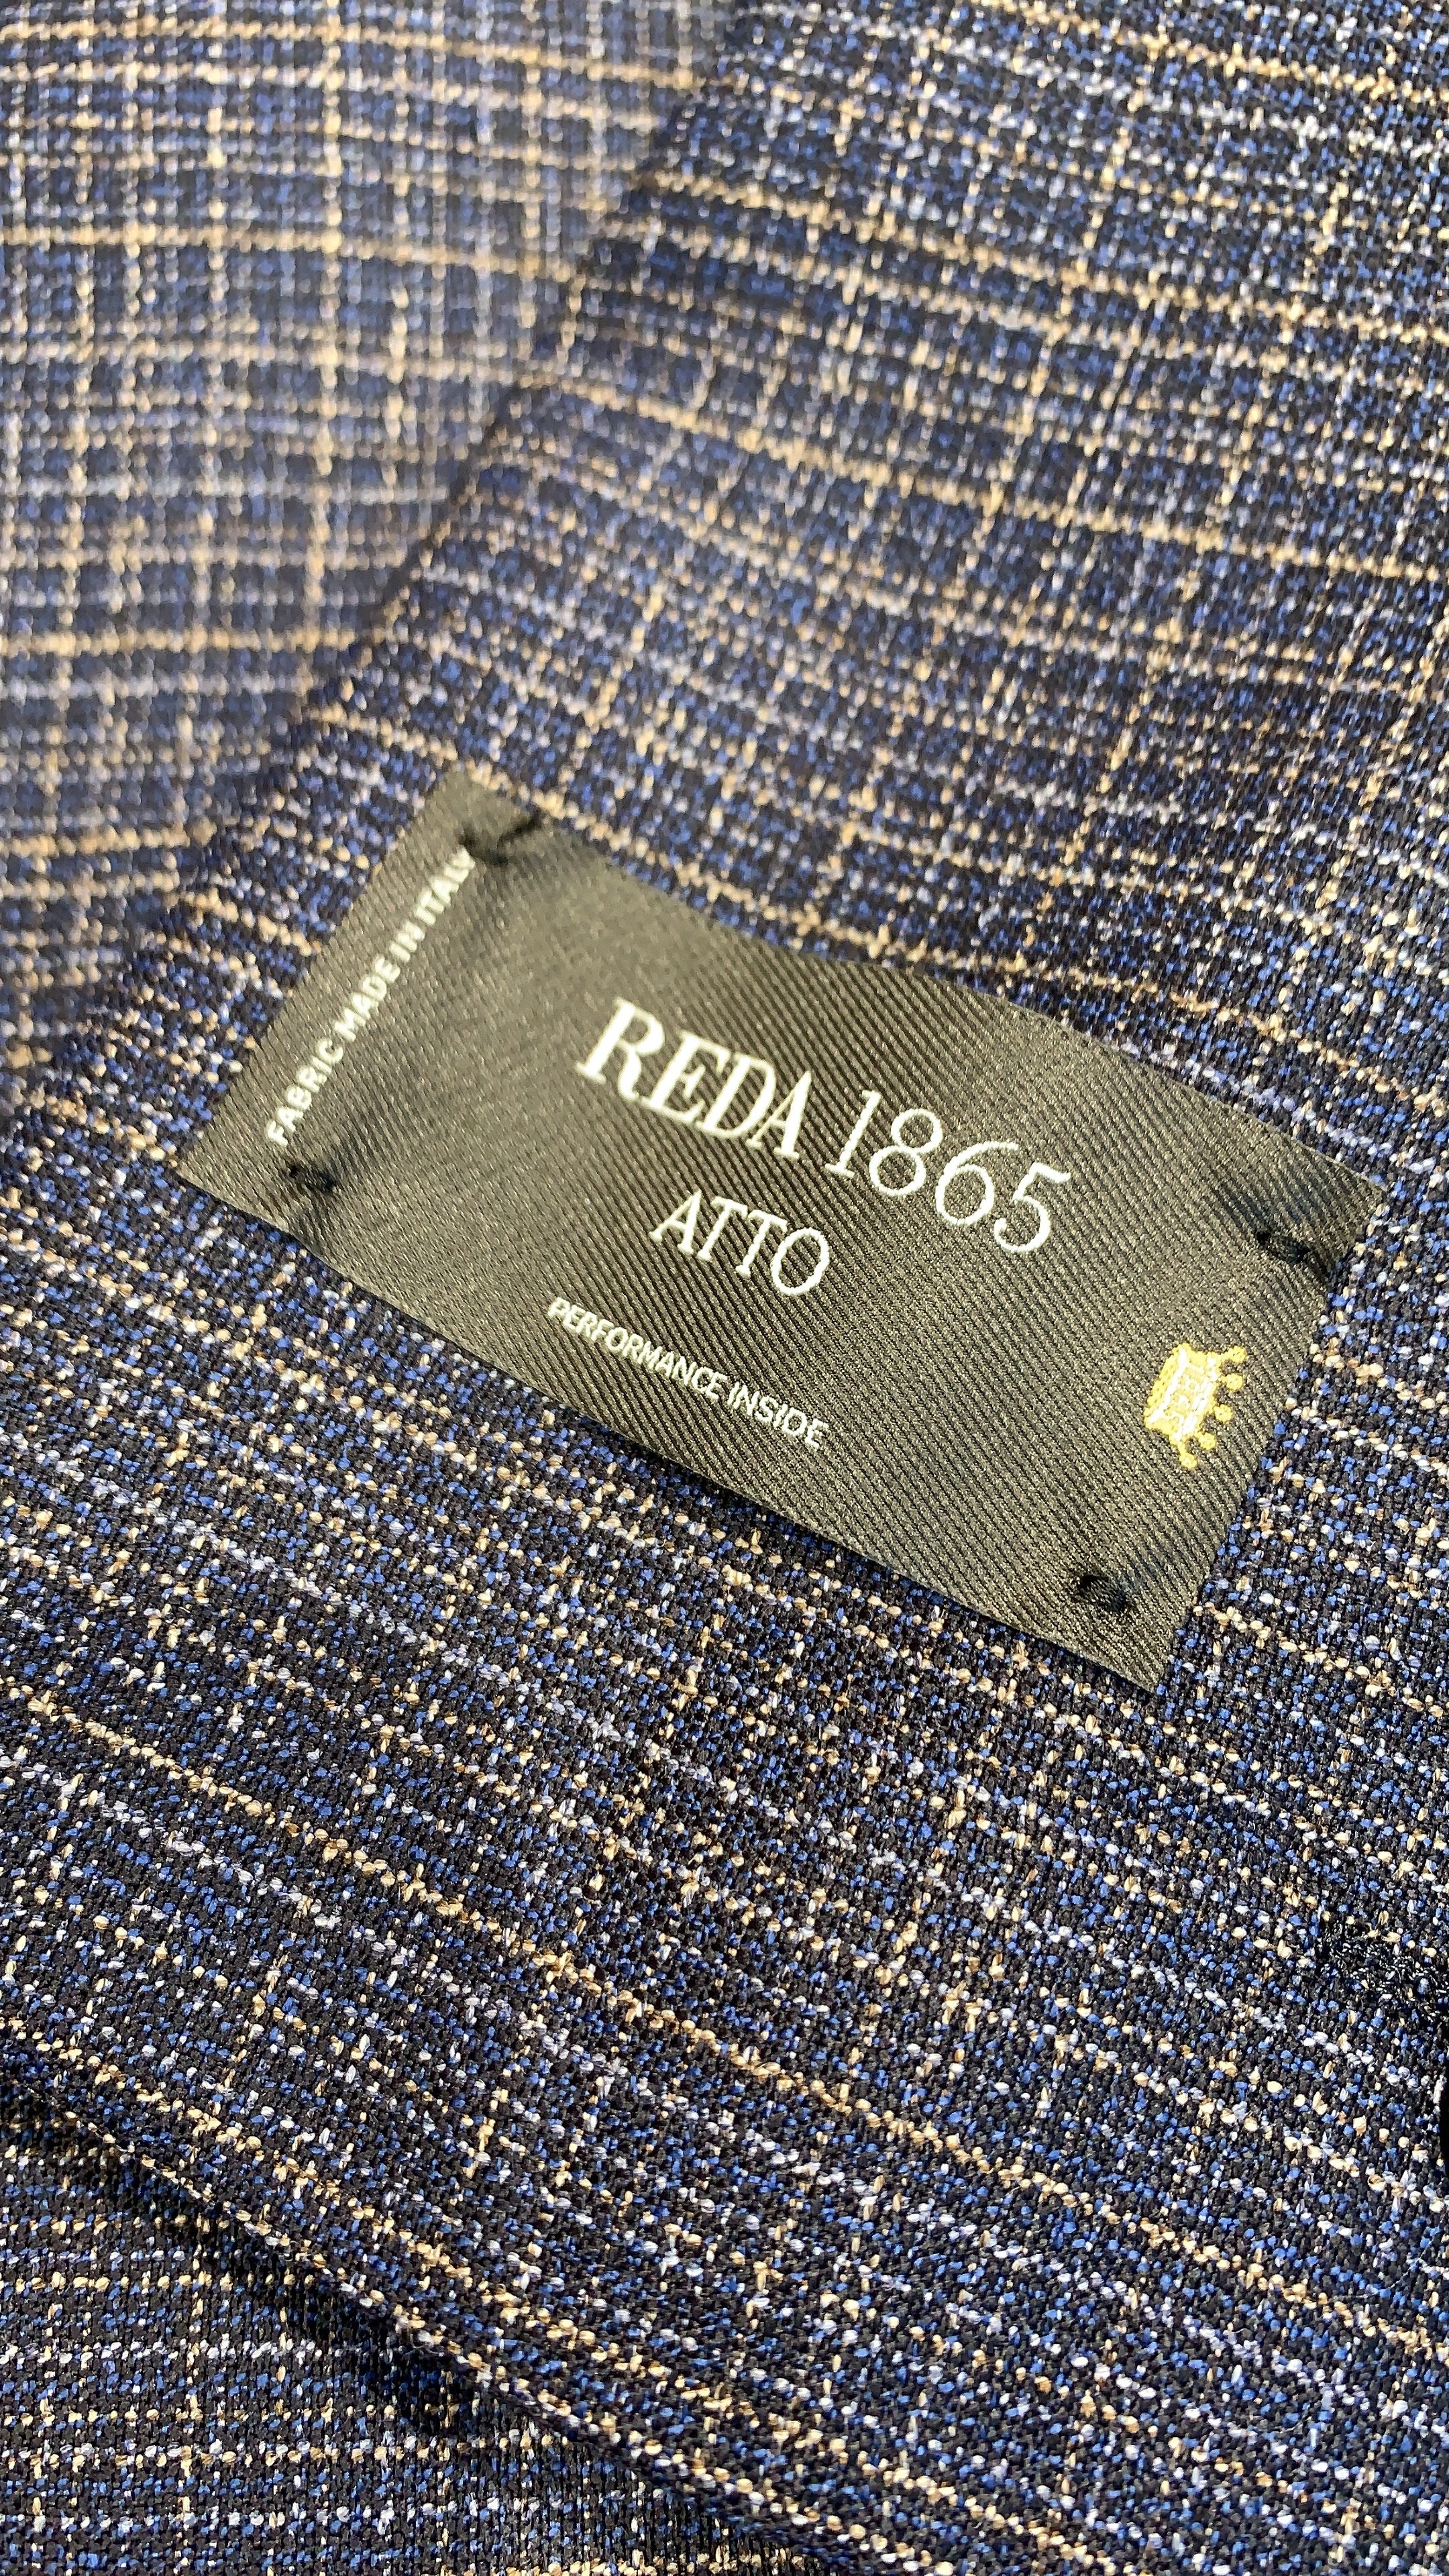 FABRIC MADE IN ITALY
REDA 1865
ATTO
PERFORMANCE INSIDE